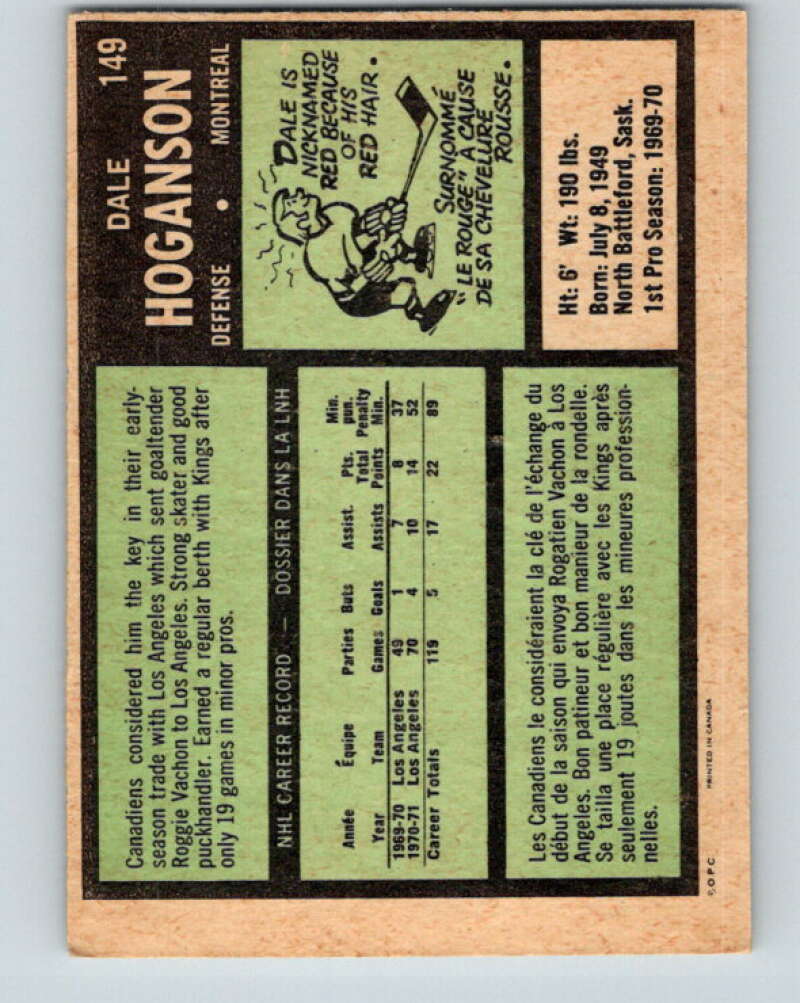 DALE 149
HOGANSON
DEFENSE • MONTREAL
Canadiens considered him the key in their early-
season trade with Los Angeles which sent goaltender
Roggie Vachon to Los Angeles. Strong skater and good
puckhandler. Earned a regular berth with Kings after
only 19 games in minor pros.
DALE IS
NICKNAMED
RED BECAUSE
OF HIS
RED HAIR.
SURNOMMÉ
"LE ROUGE" À CAUSE
DE SA CHEVELURE
ROUSSE.
NHL CAREER RECORD — DOSSIER DANS LA LNH
Année Équipe Parties Buts Assist. Pts. Min. pun.
Year Team Games Goals Assists Total Points Penalty Min.
1969-70 Los Angeles 49 1 7 8 37
1970-71 Los Angeles 70 4 10 14 52
Career Totals 119 5 17 22 89
Ht: 6' Wt: 190 lbs.
Born: July 8, 1949
North Battleford, Sask.
1st Pro Season: 1969-70
Les Canadiens le considéraient la clé de l'échange du
début de la saison qui envoya Rogatien Vachon à Los
Angeles. Bon patineur et bon manieur de la rondelle.
Se tailla une place régulière avec les Kings après
seulement 19 joutes dans les mineures profession-
nelles.
© O.P.C. PRINTED IN CANADA